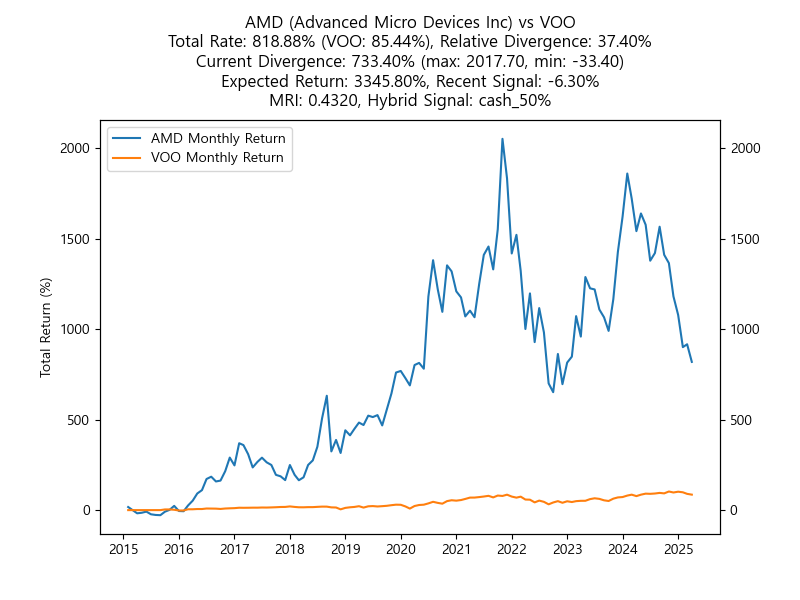 AMD (Advanced Micro Devices Inc) vs VOO
Total Rate: 818.88% (VOO: 85.44%), Relative Divergence: 37.40%
Current Divergence: 733.40% (max: 2017.70, min: -33.40)
Expected Return: 3345.80%, Recent Signal: -6.30%
MRI: 0.4320, Hybrid Signal: cash_50%
AMD Monthly Return
VOO Monthly Return
Total Return (%)
2000
1500
1000
500
0
2000
1500
1000
500
0
2015 2016 2017 2018 2019 2020 2021 2022 2023 2024 2025